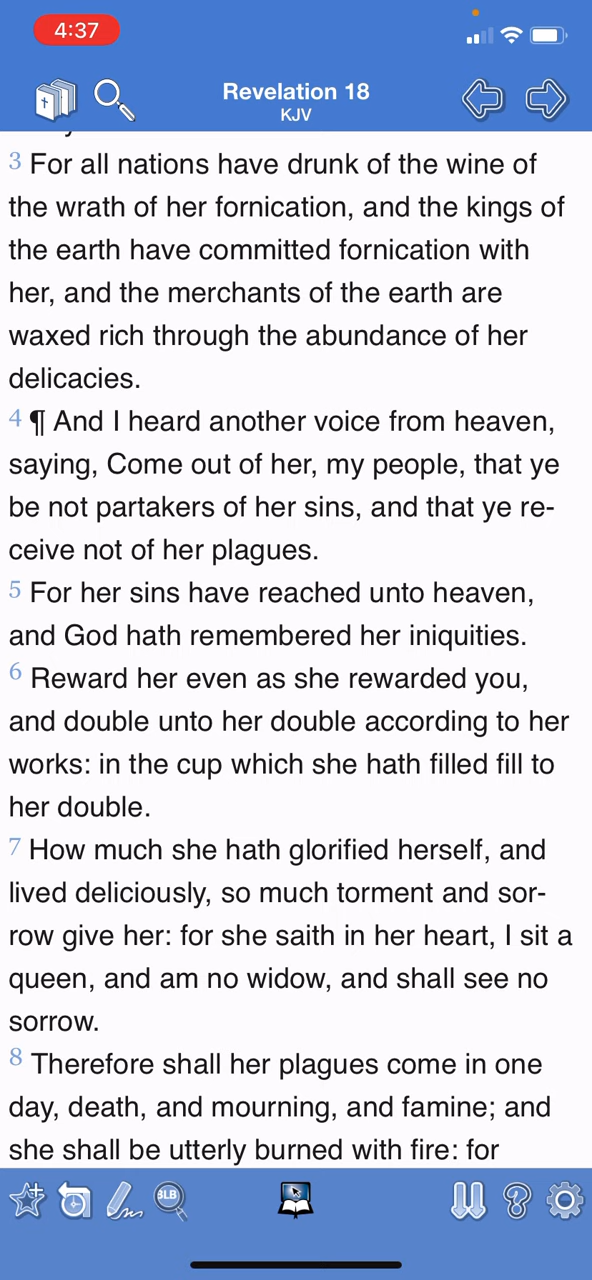 4:37
Revelation 18
KJV
3 For all nations have drunk of the wine of
the wrath of her fornication, and the kings of
the earth have committed fornication with
her, and the merchants of the earth are
waxed rich through the abundance of her
delicacies.
4 ¶ And I heard another voice from heaven,
saying, Come out of her, my people, that ye
be not partakers of her sins, and that ye re-
ceive not of her plagues.
5 For her sins have reached unto heaven,
and God hath remembered her iniquities.
6 Reward her even as she rewarded you,
and double unto her double according to her
works: in the cup which she hath filled fill to
her double.
7 How much she hath glorified herself, and
lived deliciously, so much torment and sor-
row give her: for she saith in her heart, I sit a
queen, and am no widow, and shall see no
sorrow.
8 Therefore shall her plagues come in one
day, death, and mourning, and famine; and
she shall be utterly burned with fire: for
BLB